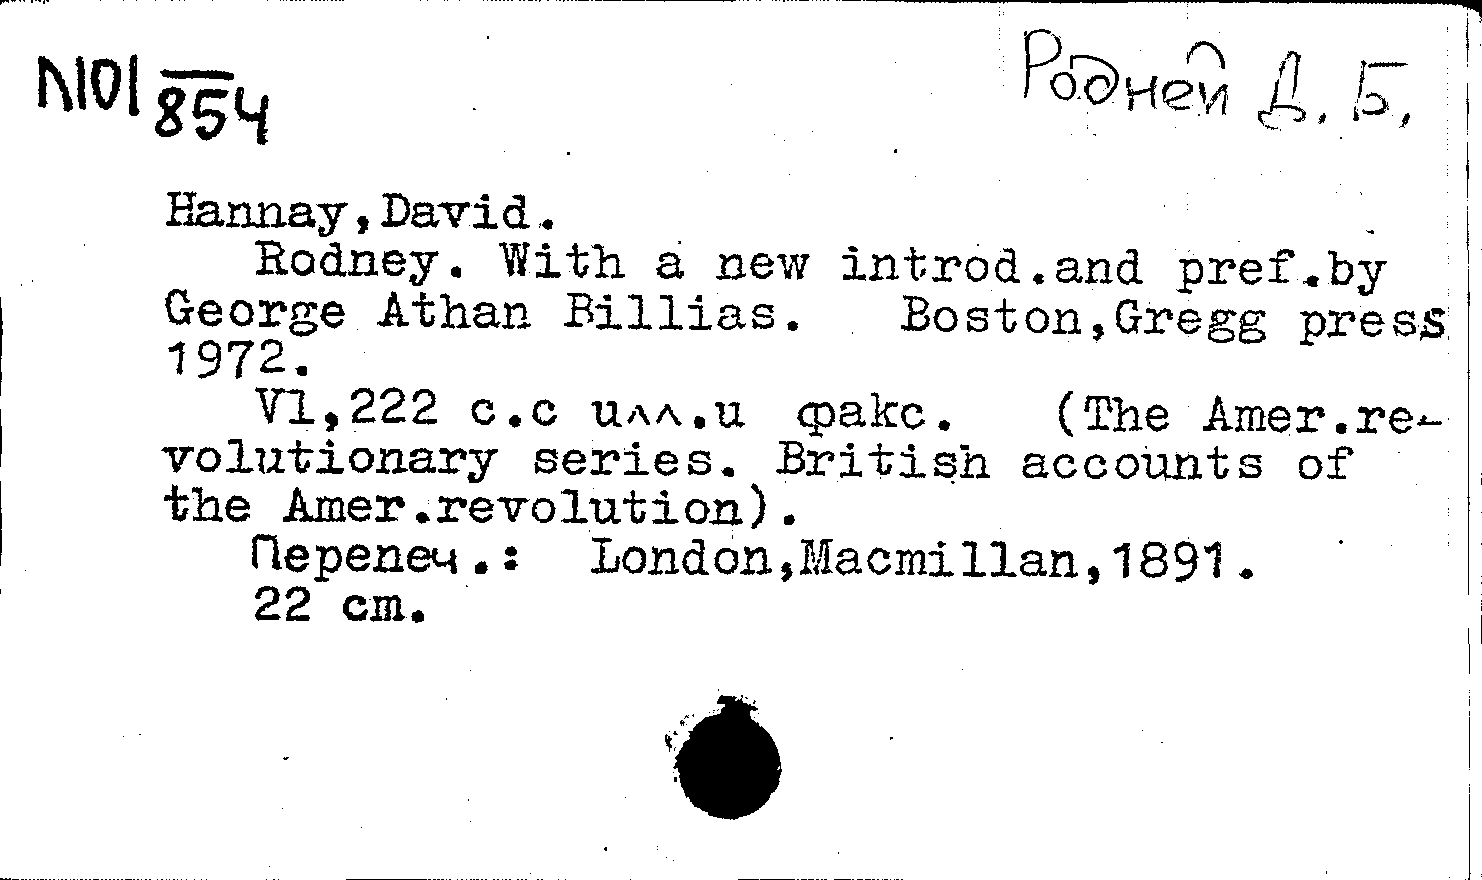 Родней Д. Б.
N101 854
Hannay,David.
Rodney. With a new introd.and pref.by
George Athan Billias. Boston,Gregg press
1972.
V1,222 c.c илл.и факс. (The Amer.re-
volutionary series. British accounts of
the Amer.revolution).
Перепеч.: London,Macmillan,1891.
22 cm.